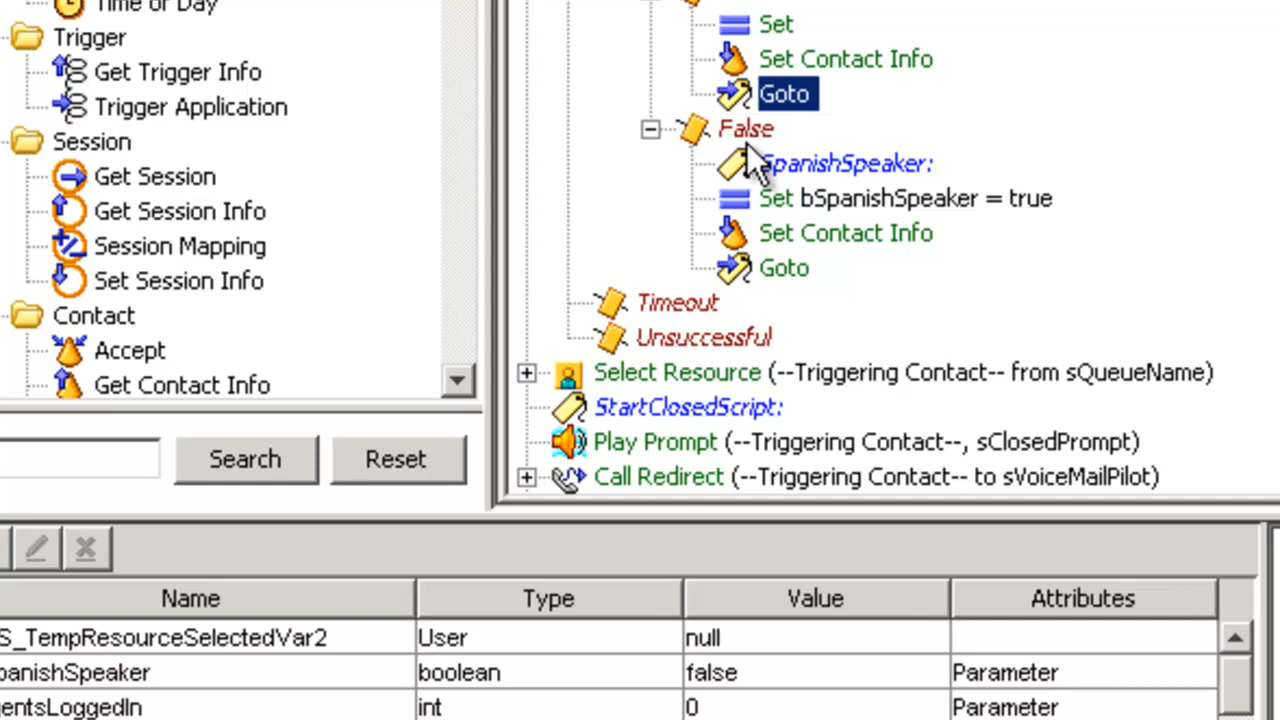 Time of Day
Trigger
Get Trigger Info
Trigger Application
Session
Get Session
Get Session Info
Session Mapping
Set Session Info
Contact
Accept
Get Contact Info
Search
Reset
Set
Set Contact Info
Goto
False
SpanishSpeaker:
Set bSpanishSpeaker = true
Set Contact Info
Goto
Timeout
Unsuccessful
Select Resource (--Triggering Contact-- from sQueueName)
StartClosedScript:
Play Prompt (--Triggering Contact--, sClosedPrompt)
Call Redirect (--Triggering Contact-- to sVoiceMailPilot)
Name Type Value Attributes
S_TempResourceSelectedVar2 User null
panishSpeaker boolean false Parameter
entsLoggedIn int 0 Parameter